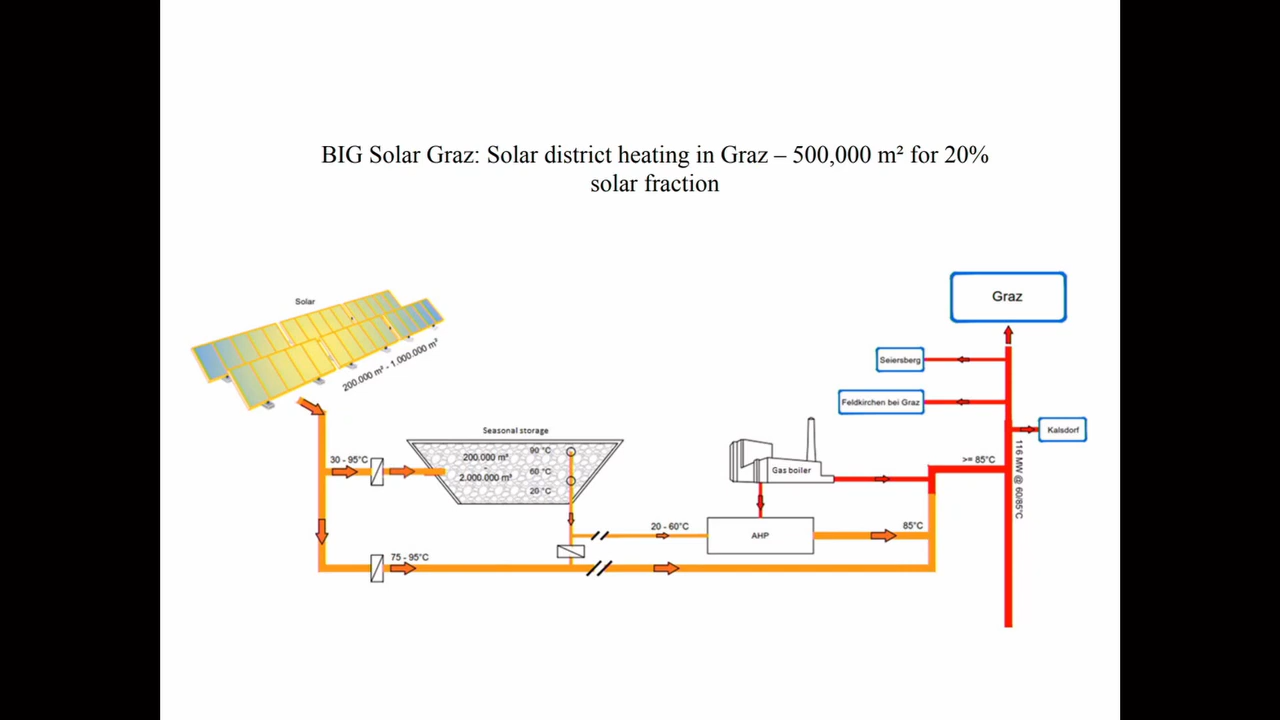 BIG Solar Graz: Solar district heating in Graz – 500,000 m² for 20%
solar fraction
Solar
200.000 m² - 1.000.000 m²
Graz
Seiersberg
Feldkirchen bei Graz
Kalsdorf
116 MW @ 60/85°C
Seasonal storage
200.000 m³
-
2.000.000 m³
90 °C
60 °C
20 °C
30 - 95°C
75 - 95°C
20 - 60°C
Gas boiler
AHP
85°C
>= 85°C